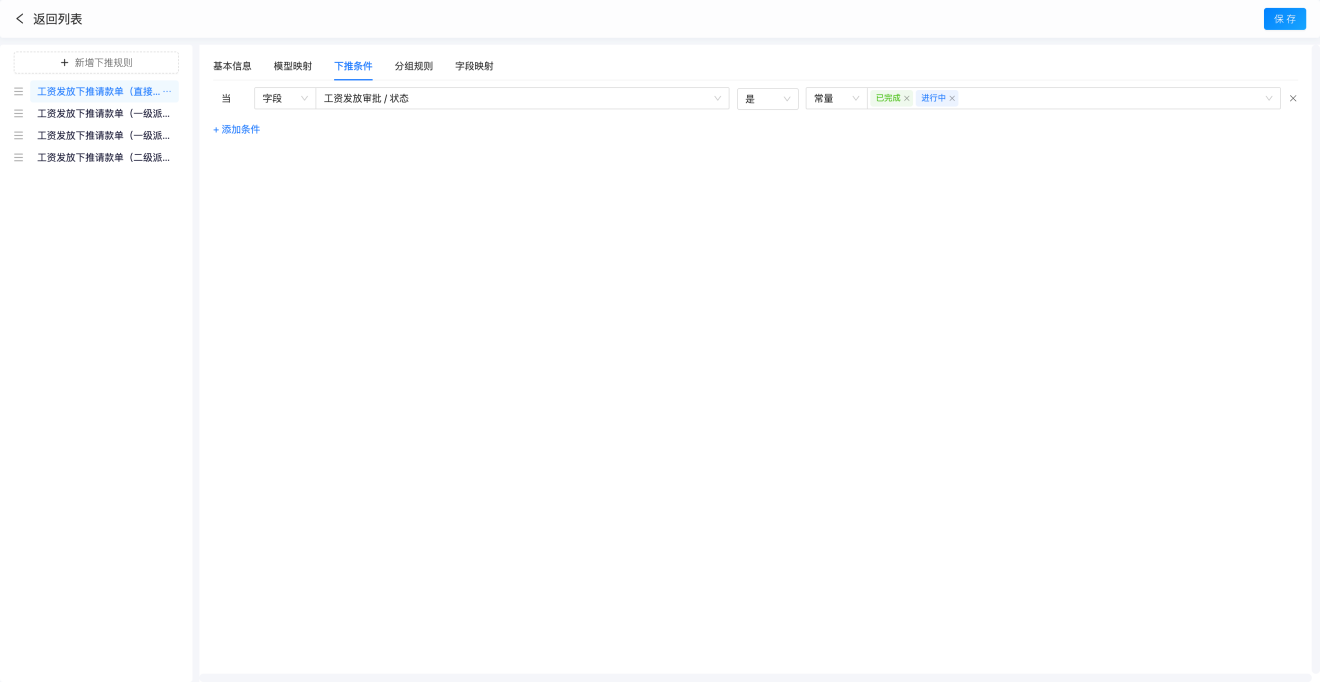 返回列表
保存
+ 新增下推规则
工资发放下推请款单（直接... ···
工资发放下推请款单（一级派...
工资发放下推请款单（一级派...
工资发放下推请款单（二级派...
基本信息 模型映射 下推条件 分组规则 字段映射
当 字段 工资发放审批 / 状态 是 常量 已完成 × 进行中 × ×
+ 添加条件